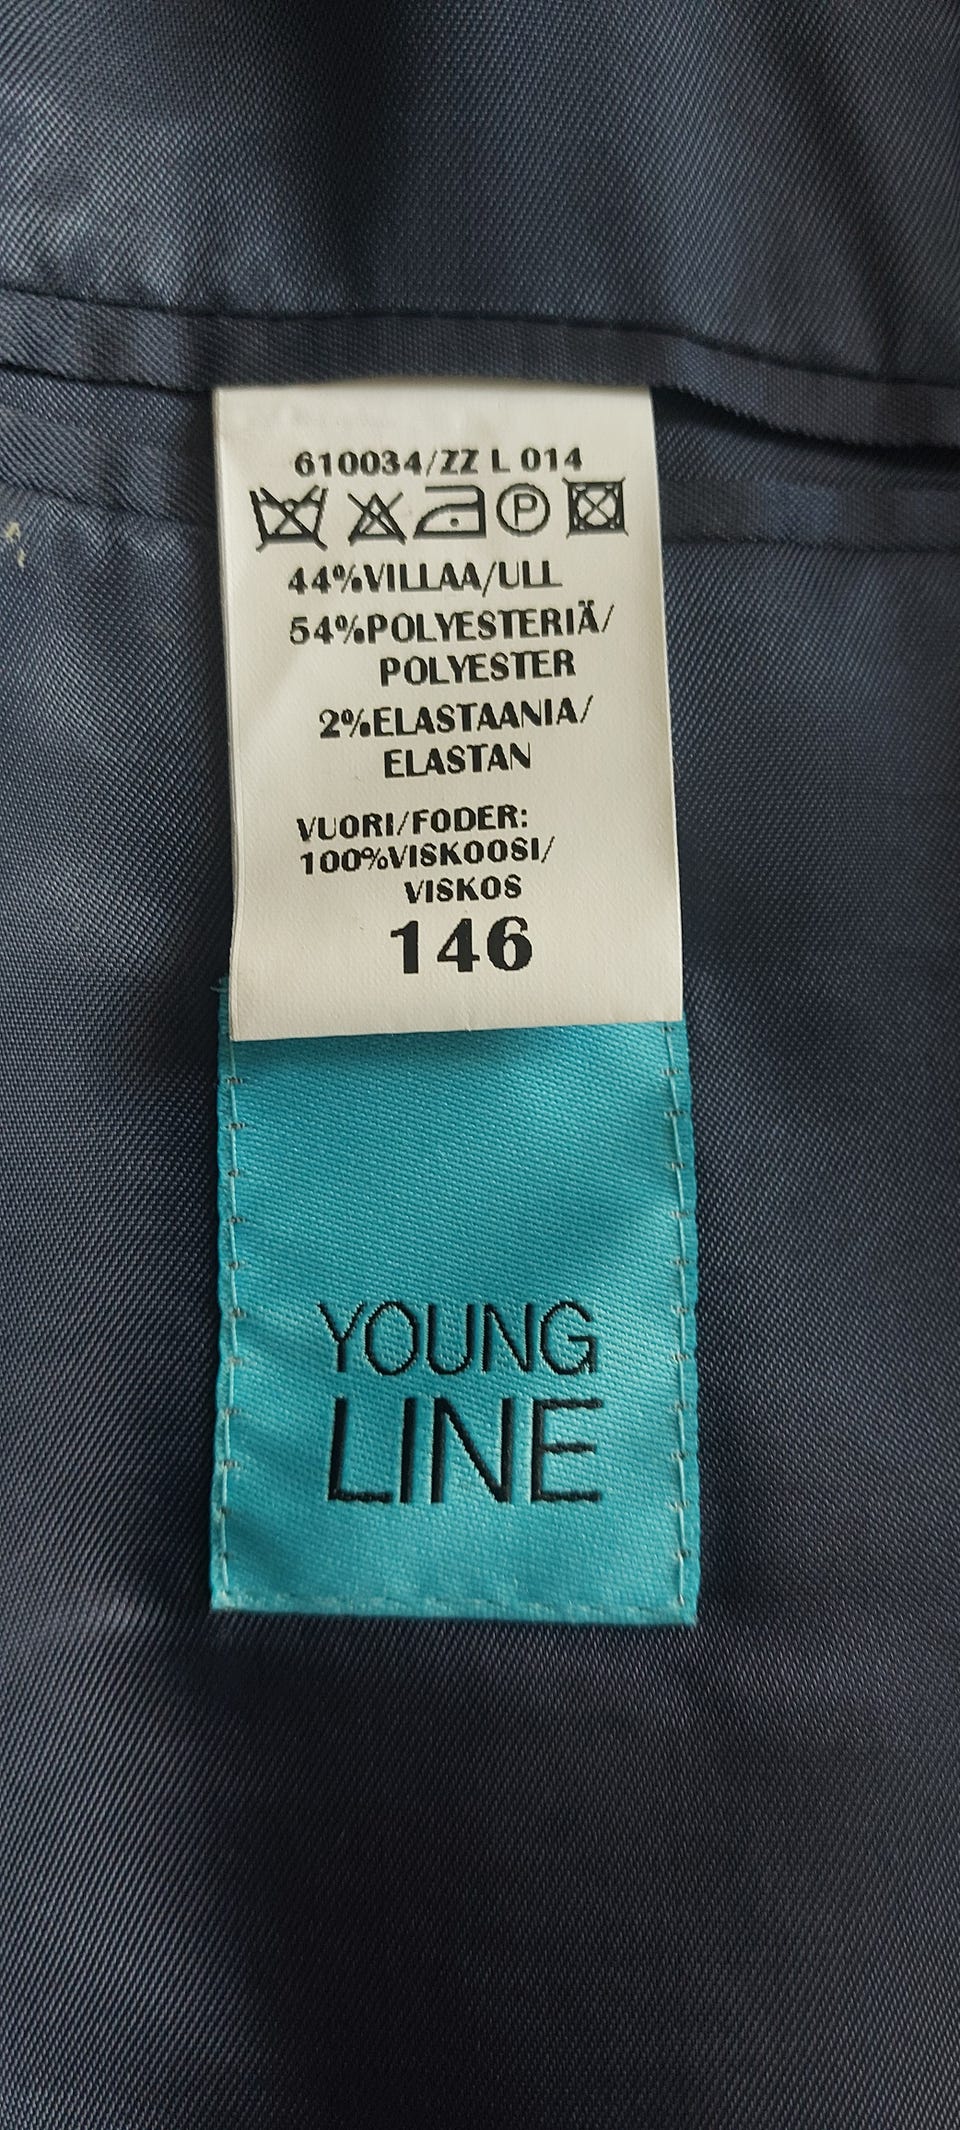 610034/ZZ L 014
P
44%VILLAA/ULL
54%POLYESTERIÄ/
POLYESTER
2%ELASTAANIA/
ELASTAN
VUORI/FODER:
100%VISKOOSI/
VISKOS
146
YOUNG
LINE